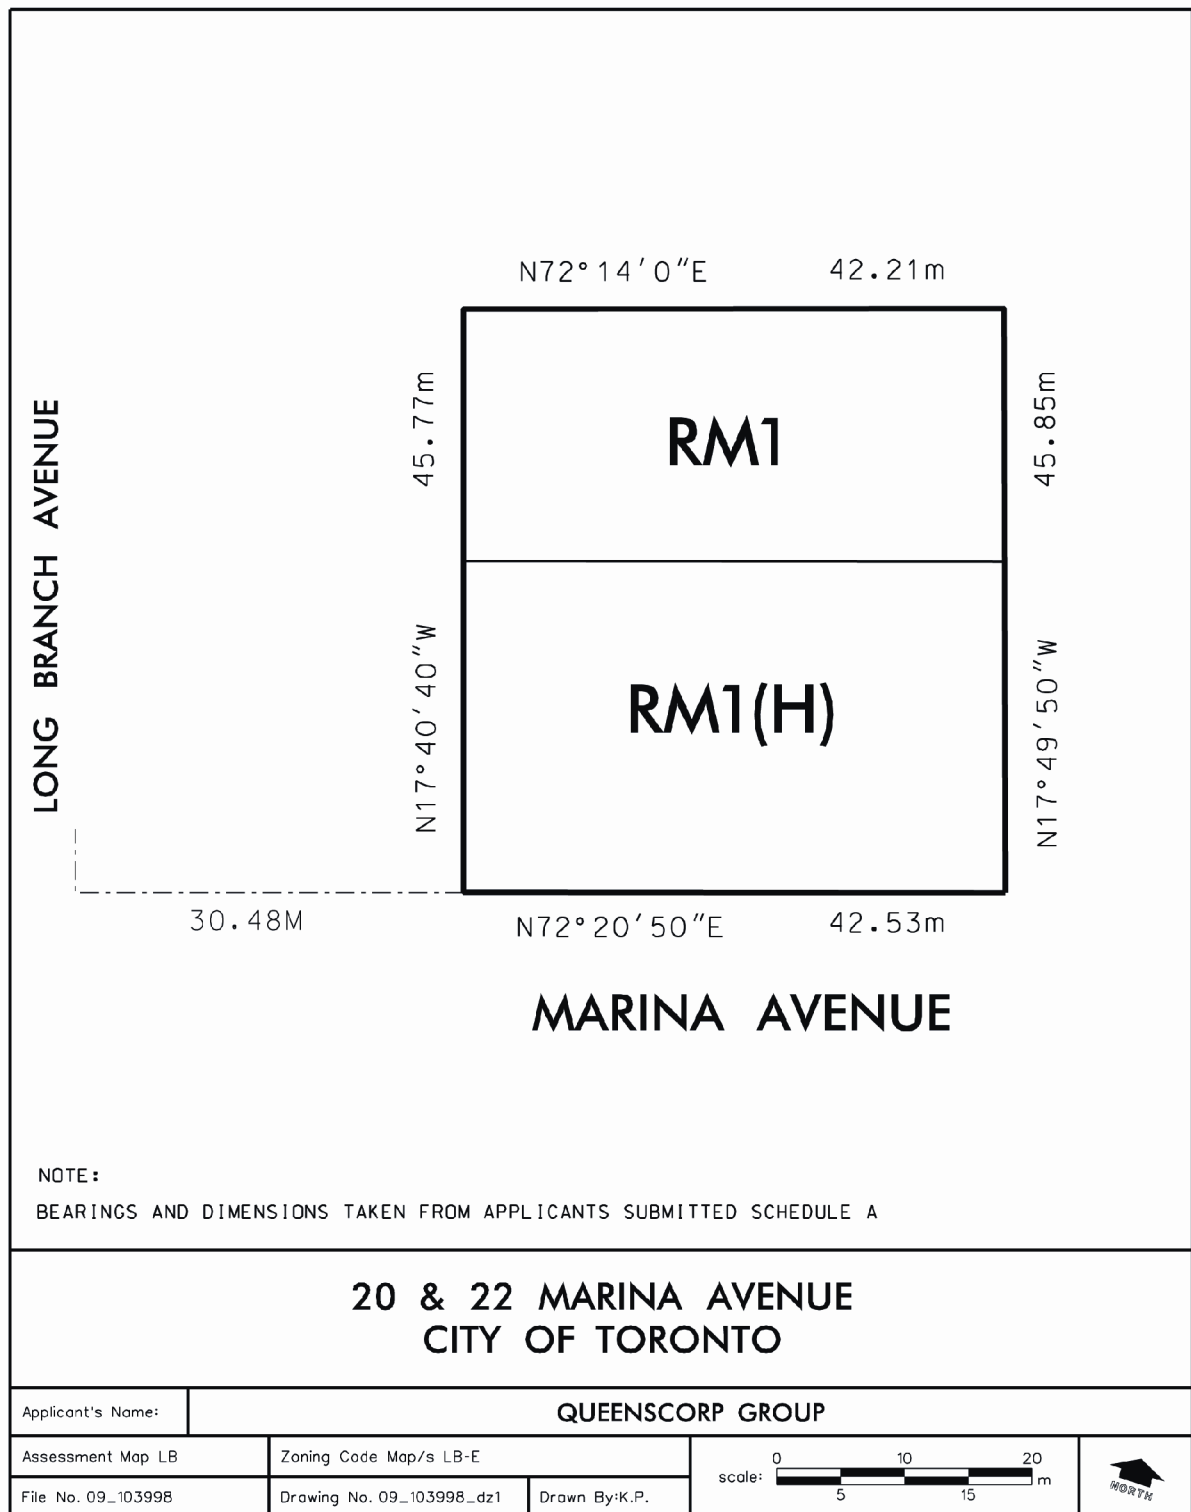 N72°14'0"E 42.21m
45.77m
45.85m
LONG BRANCH AVENUE
RM1
N17°40'40"W
N17°49'50"W
RM1(H)
30.48M
N72°20'50"E 42.53m
MARINA AVENUE
NOTE:
BEARINGS AND DIMENSIONS TAKEN FROM APPLICANTS SUBMITTED SCHEDULE A
20 & 22 MARINA AVENUE
CITY OF TORONTO
Applicant's Name: QUEENSCORP GROUP
Assessment Map LB
Zoning Code Map/s LB-E
File No. 09_103998
Drawing No. 09_103998_dz1
Drawn By:K.P.
0 10 20
scale: m
5 15
NORTH